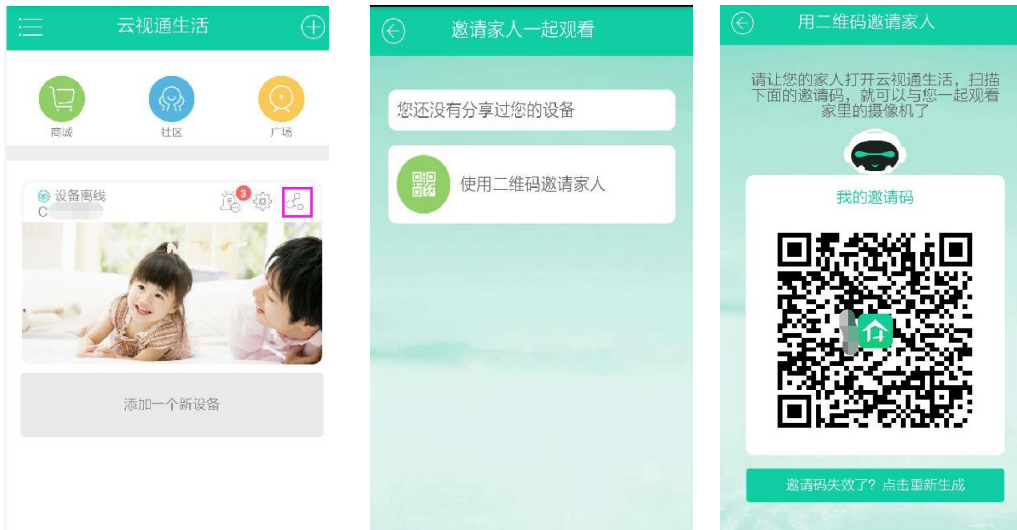 云视通生活
商城
社区
广场
设备离线
3
C
添加一个新设备
邀请家人一起观看
您还没有分享过您的设备
使用二维码邀请家人
用二维码邀请家人
请让您的家人打开云视通生活，扫描
下面的邀请码，就可以与您一起观看
家里的摄像机了
我的邀请码
邀请码失效了？点击重新生成